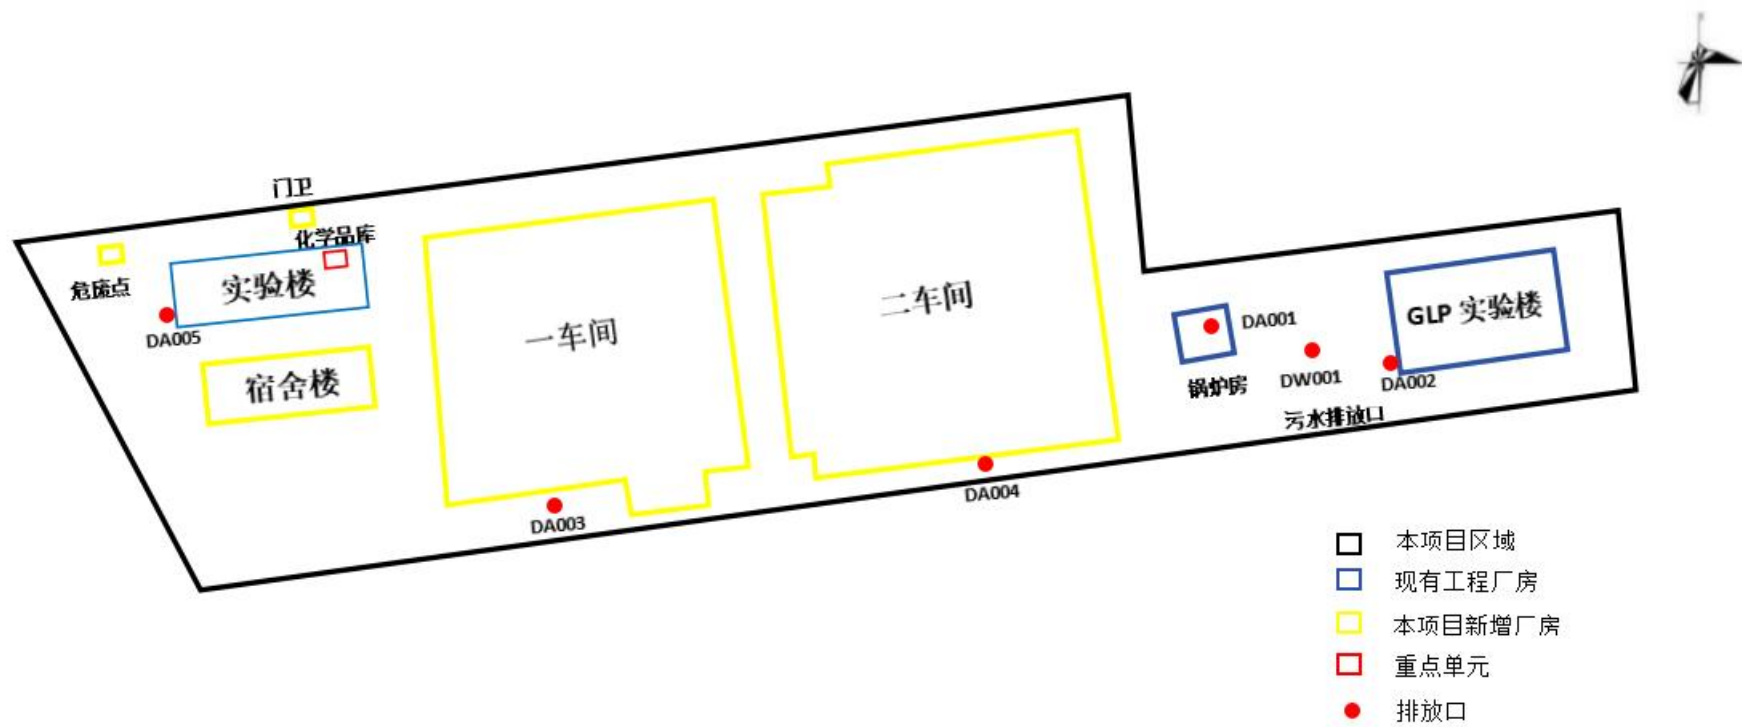 门卫
化学品库
危废点
实验楼
DA005
宿舍楼
一车间
DA003
二车间
DA004
DA001
锅炉房
DW001
污水排放口
GLP 实验楼
DA002
本项目区域
现有工程厂房
本项目新增厂房
重点单元
排放口